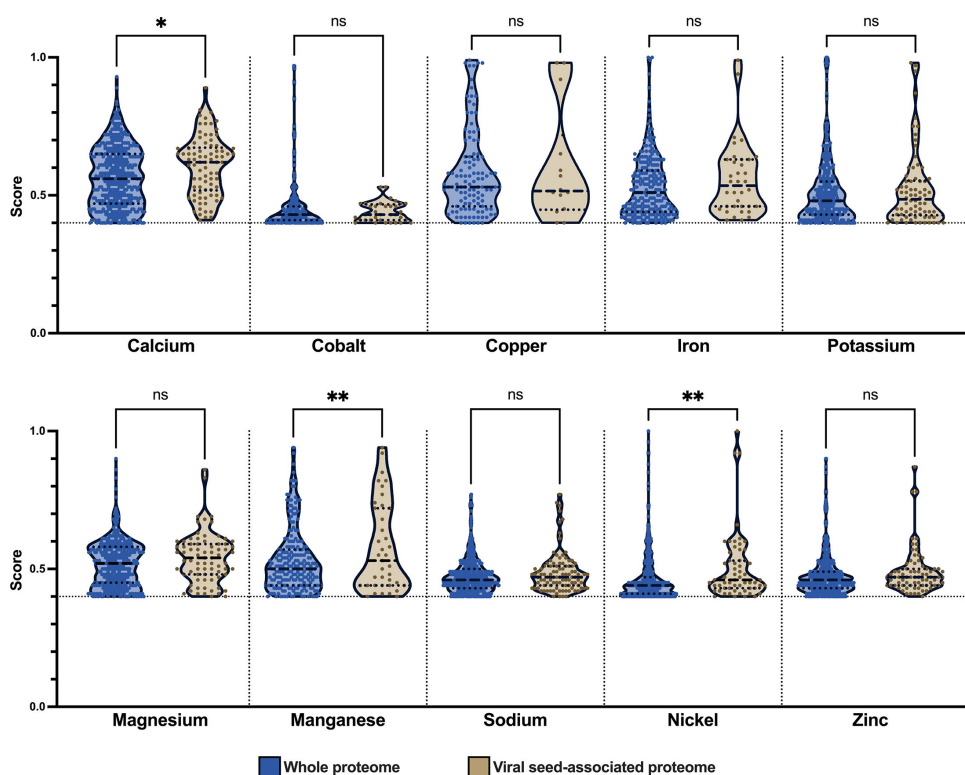 * ns ns ns ns
1.0
Score
0.5
0.0
Calcium Cobalt Copper Iron Potassium
ns ** ns ** ns
1.0
Score
0.5
0.0
Magnesium Manganese Sodium Nickel Zinc
Whole proteome Viral seed-associated proteome